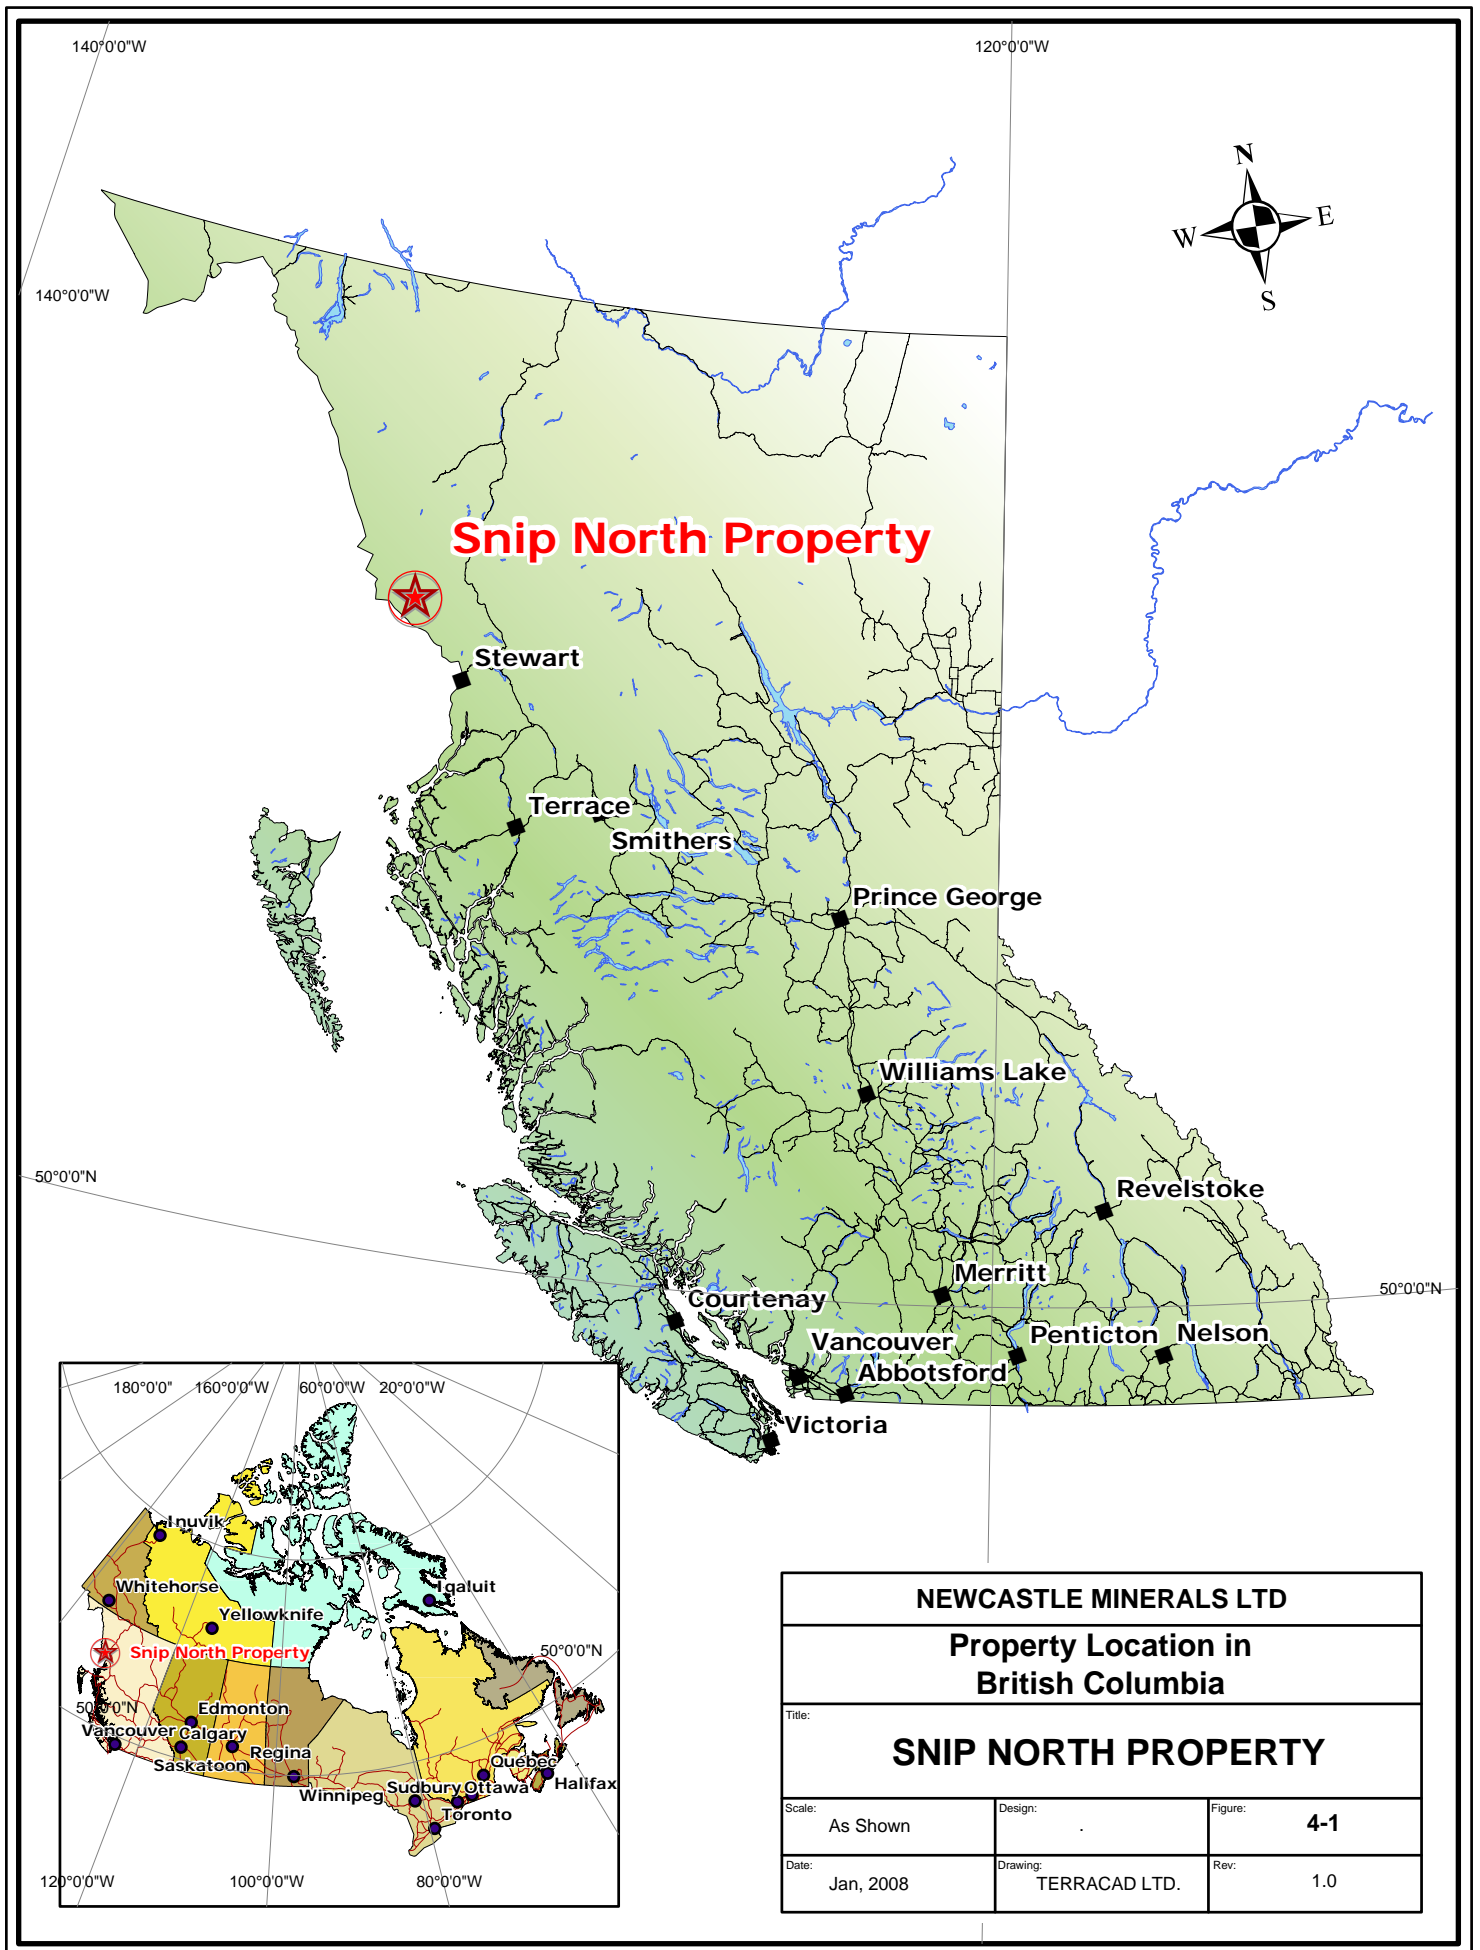 140°0'0"W
120°0'0"W
N
E
W
S
140°0'0"W
Snip North Property
Stewart
Terrace
Smithers
Prince George
Williams Lake
50°0'0"N
Revelstoke
Merritt
50°0'0"N
Courtenay
Vancouver
Penticton
Nelson
Abbotsford
Victoria
180°0'0"
160°0'0"W
60°0'0"W
20°0'0"W
Inuvik
Whitehorse
Iqaluit
Yellowknife
Snip North Property
50°0'0"N
50°0'0"N
Edmonton
Vancouver
Calgary
Regina
Saskatoon
Quebec
Halifax
Winnipeg
Sudbury
Ottawa
Toronto
120°0'0"W
100°0'0"W
80°0'0"W
NEWCASTLE MINERALS LTD
Property Location in
British Columbia
Title:
SNIP NORTH PROPERTY
Scale:
As Shown
Design:
.
Figure:
4-1
Date:
Jan, 2008
Drawing:
TERRACAD LTD.
Rev:
1.0